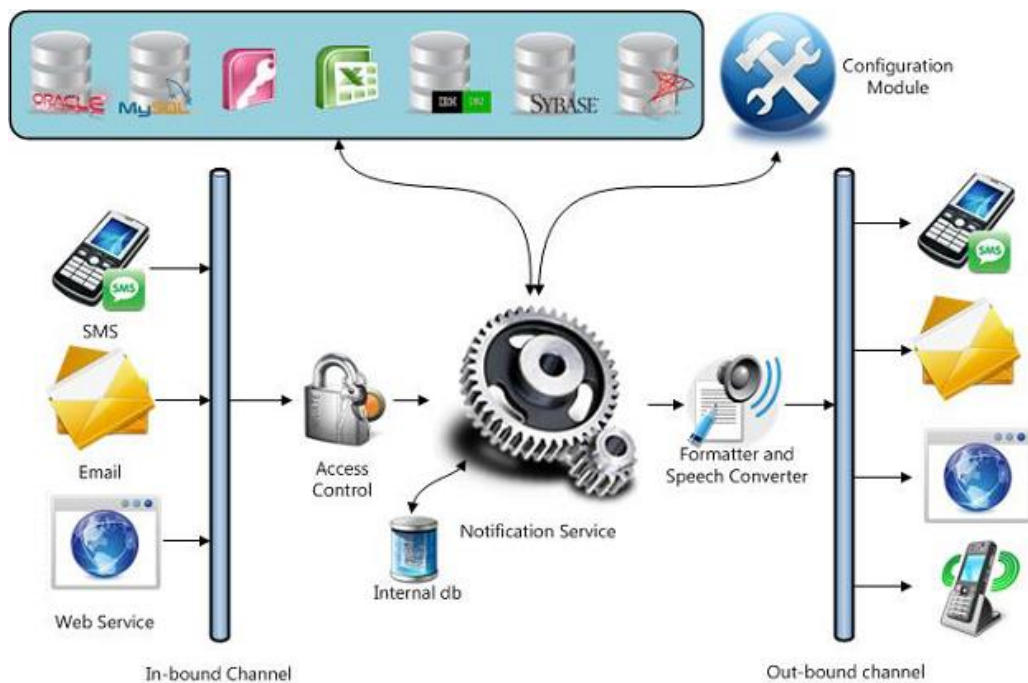 ORACLE
MySQL
IBM
DB2
SYBASE
Configuration
Module
SMS
SMS
SMS
Email
Web Service
Access
Control
Internal db
Notification Service
Formatter and
Speech Converter
In-bound Channel
Out-bound channel